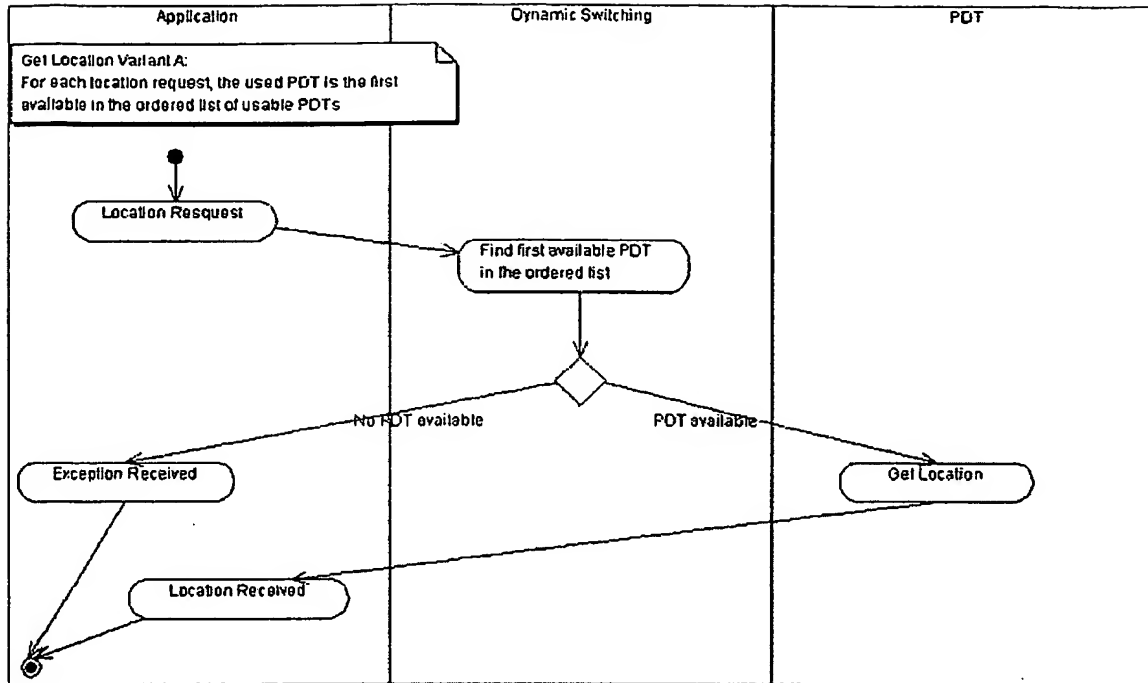 Application
Dynamic Switching
PDT
Get Location Variant A:
For each location request, the used PDT is the first
available in the ordered list of usable PDTs
Location Resquest
Find first available PDT
in the ordered list
No PDT available
PDT available
Exception Received
Get Location
Location Received